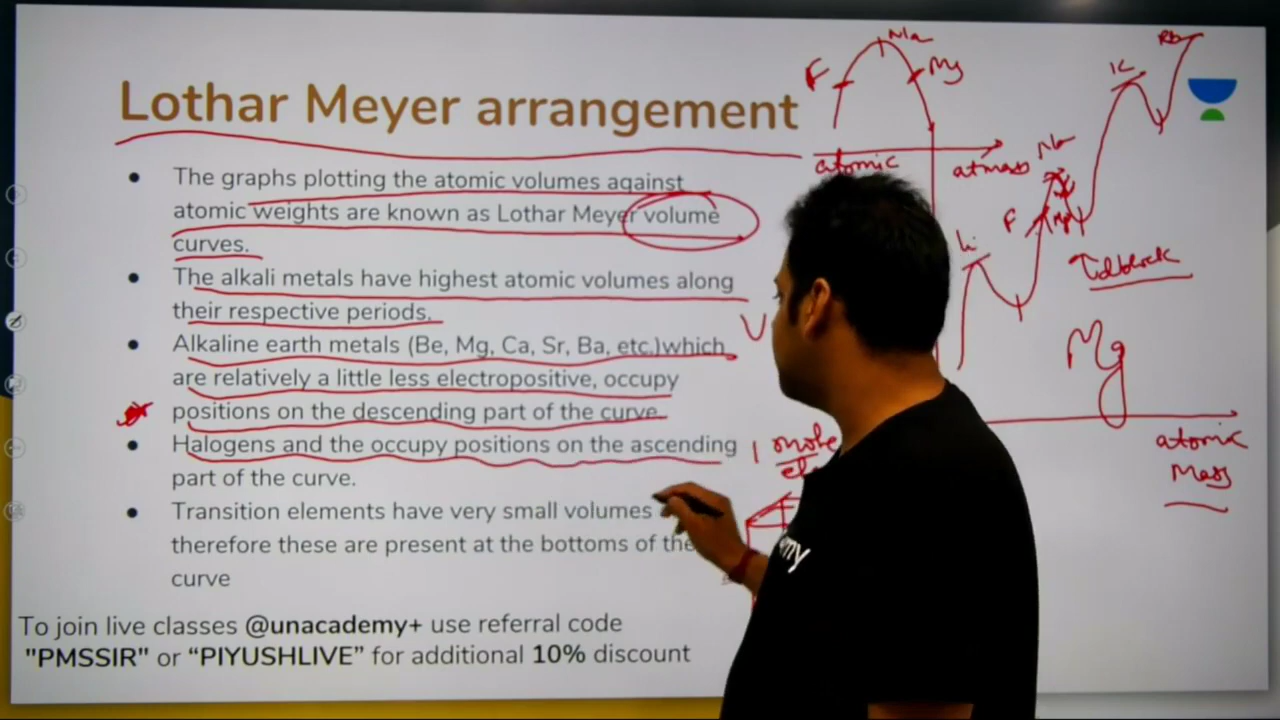 Lothar Meyer arrangement
The graphs plotting the atomic volumes against
atomic weights are known as Lothar Meyer volume
curves.
The alkali metals have highest atomic volumes along
their respective periods.
Alkaline earth metals (Be, Mg, Ca, Sr, Ba, etc.)which
are relatively a little less electropositive, occupy
positions on the descending part of the curve.
Halogens and the occupy positions on the ascending
part of the curve.
Transition elements have very small volumes
therefore these are present at the bottoms of the
curve
To join live classes @unacademy+ use referral code
"PMSSIR" or “PIYUSHLIVE” for additional 10% discount
F
Na
Mg
atomic
at mass
Li
F
Na
Mg
K
Rb
d block
Mg
V
1 mole
atomic
Mass